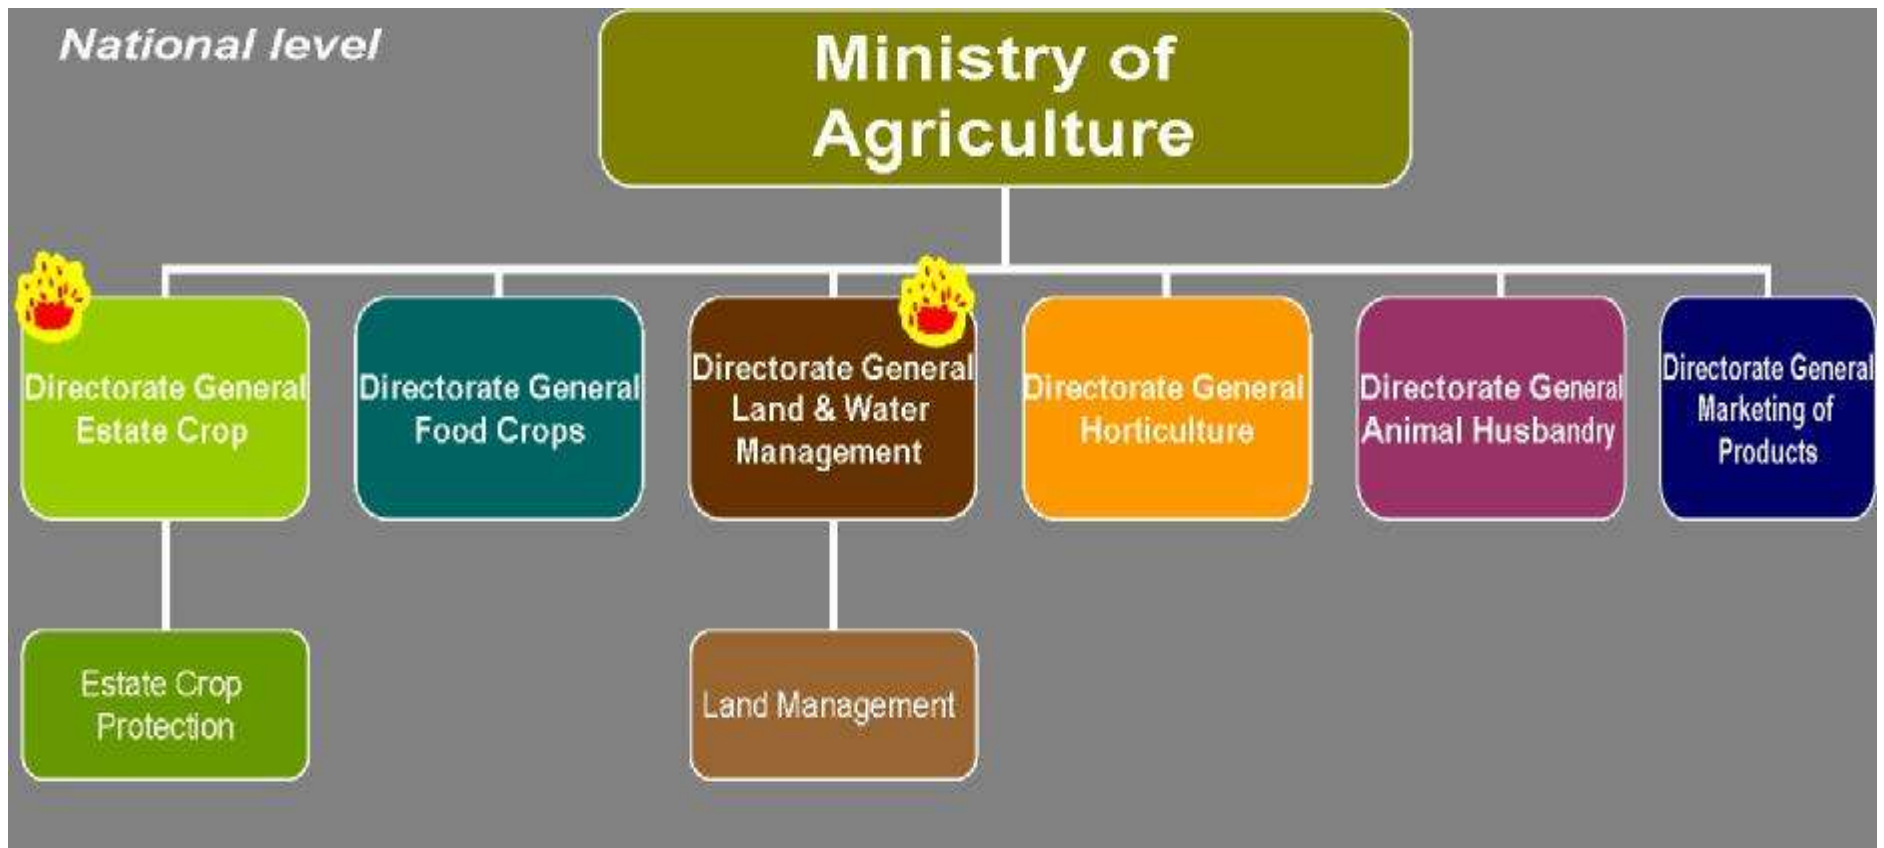 National level
Ministry of
Agriculture
Directorate General
Estate Crop
Directorate General
Food Crops
Directorate General
Land & Water
Management
Directorate General
Horticulture
Directorate General
Animal Husbandry
Directorate General
Marketing of
Products
Estate Crop
Protection
Land Management